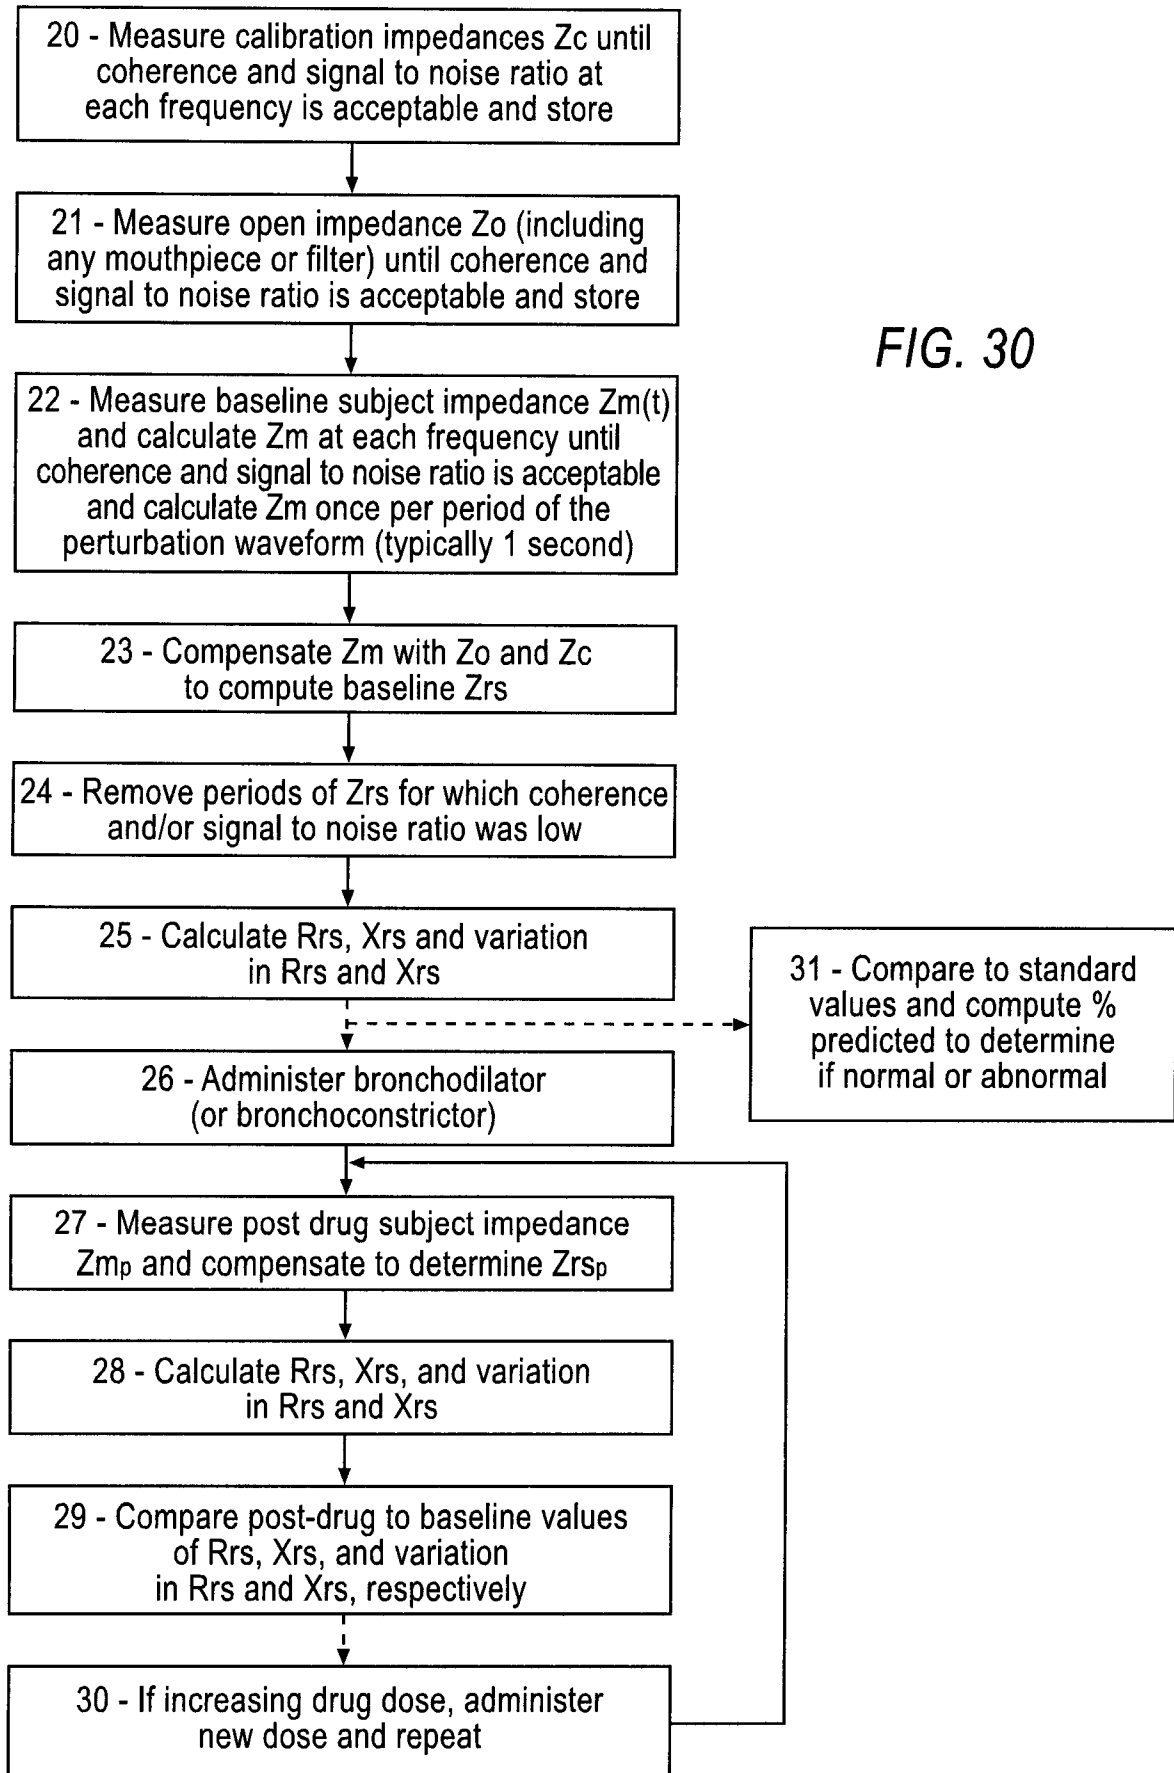 20 - Measure calibration impedances Zc until
coherence and signal to noise ratio at
each frequency is acceptable and store
21 - Measure open impedance Zo (including
any mouthpiece or filter) until coherence and
signal to noise ratio is acceptable and store
FIG. 30
22 - Measure baseline subject impedance Zm(t)
and calculate Zm at each frequency until
coherence and signal to noise ratio is acceptable
and calculate Zm once per period of the
perturbation waveform (typically 1 second)
23 - Compensate Zm with Zo and Zc
to compute baseline Zrs
24 - Remove periods of Zrs for which coherence
and/or signal to noise ratio was low
25 - Calculate Rrs, Xrs and variation
in Rrs and Xrs
31 - Compare to standard
values and compute %
predicted to determine
if normal or abnormal
26 - Administer bronchodilator
(or bronchoconstrictor)
27 - Measure post drug subject impedance
Zmp and compensate to determine Zrsp
28 - Calculate Rrs, Xrs, and variation
in Rrs and Xrs
29 - Compare post-drug to baseline values
of Rrs, Xrs, and variation
in Rrs and Xrs, respectively
30 - If increasing drug dose, administer
new dose and repeat